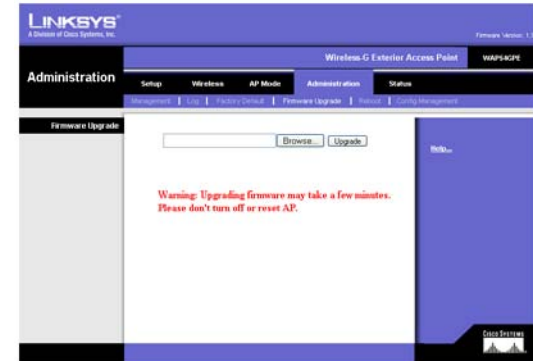 LINKSYS®
A Division of Cisco Systems, Inc.
Firmware Version: 1.
Wireless-G Exterior Access Point WAP54GPE
Administration
Setup Wireless AP Mode Administration Status
Management | Log | Factory Default | Firmware Upgrade | Reboot | Config Management
Firmware Upgrade
Browse... Upgrade
Help...
Warning: Upgrading firmware may take a few minutes.
Please don't turn off or reset AP.
CISCO SYSTEMS